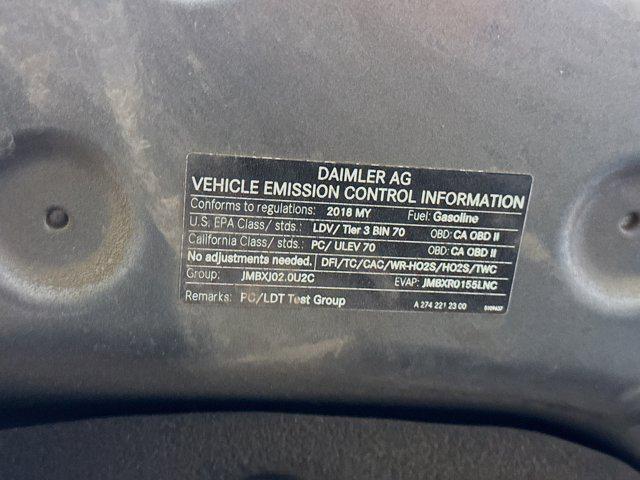 DAIMLER AG
VEHICLE EMISSION CONTROL INFORMATION
Conforms to regulations: 2018 MY Fuel: Gasoline
U.S. EPA Class/ stds.: LDV/ Tier 3 BIN 70 OBD: CA OBD II
California Class/ stds.: PC/ ULEV 70 OBD: CA OBD II
No adjustments needed. DFI/TC/CAC/WR-HO2S/HO2S/TWC
Group: JMBXJ02.0U2C EVAP: JMBXR0155LNC
Remarks: PC/LDT Test Group A 274 221 23 00